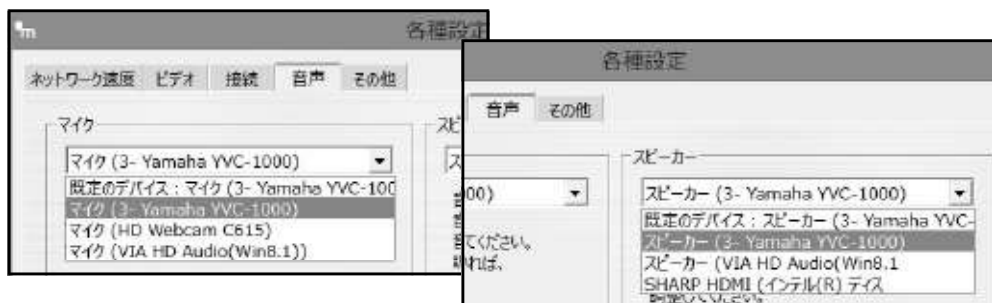 各種設定
ネットワーク速度 ビデオ 接続 音声 その他
マイク
マイク (3- Yamaha YVC-1000)
既定のデバイス：マイク (3- Yamaha YVC-100
マイク (3- Yamaha YVC-1000)
マイク (HD Webcam C615)
マイク (VIA HD Audio(Win8.1))
各種設定
音声 その他
スピーカー
スピーカー (3- Yamaha YVC-1000)
既定のデバイス：スピーカー (3- Yamaha YVC-
スピーカー (3- Yamaha YVC-1000)
スピーカー (VIA HD Audio(Win8.1
SHARP HDMI (インテル(R) ディス
00)
てください。
れば、